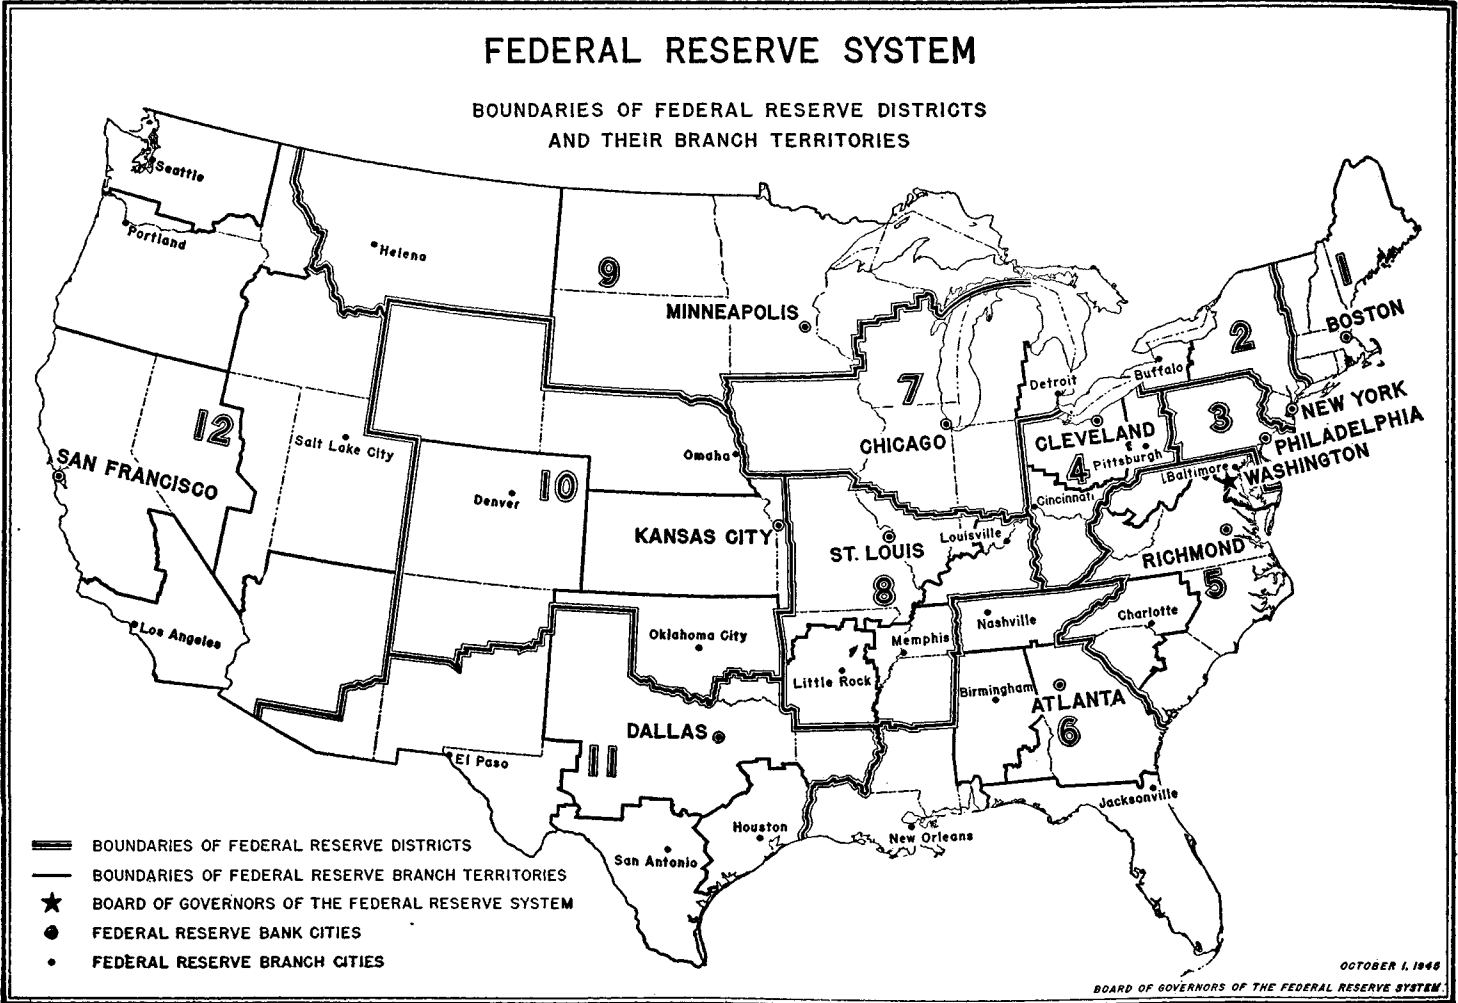 FEDERAL RESERVE SYSTEM
BOUNDARIES OF FEDERAL RESERVE DISTRICTS
AND THEIR BRANCH TERRITORIES
Seattle
Portland
Helena
9
MINNEAPOLIS
1
BOSTON
2
Buffalo
7
Detroit
NEW YORK
3
12
CHICAGO
CLEVELAND
PHILADELPHIA
Salt Lake City
SAN FRANCISCO
Omaha
4
Pittsburgh
Baltimore
WASHINGTON
Denver
10
Cincinnati
KANSAS CITY
ST. LOUIS
Louisville
RICHMOND
8
5
Los Angeles
Oklahoma City
Memphis
Nashville
Charlotte
Little Rock
Birmingham
ATLANTA
DALLAS
6
11
El Paso
Jacksonville
Houston
New Orleans
San Antonio
BOUNDARIES OF FEDERAL RESERVE DISTRICTS
BOUNDARIES OF FEDERAL RESERVE BRANCH TERRITORIES
BOARD OF GOVERNORS OF THE FEDERAL RESERVE SYSTEM
FEDERAL RESERVE BANK CITIES
FEDERAL RESERVE BRANCH CITIES
OCTOBER 1,
BOARD OF GOVERNORS OF THE FEDERAL RESERVE SYSTEM